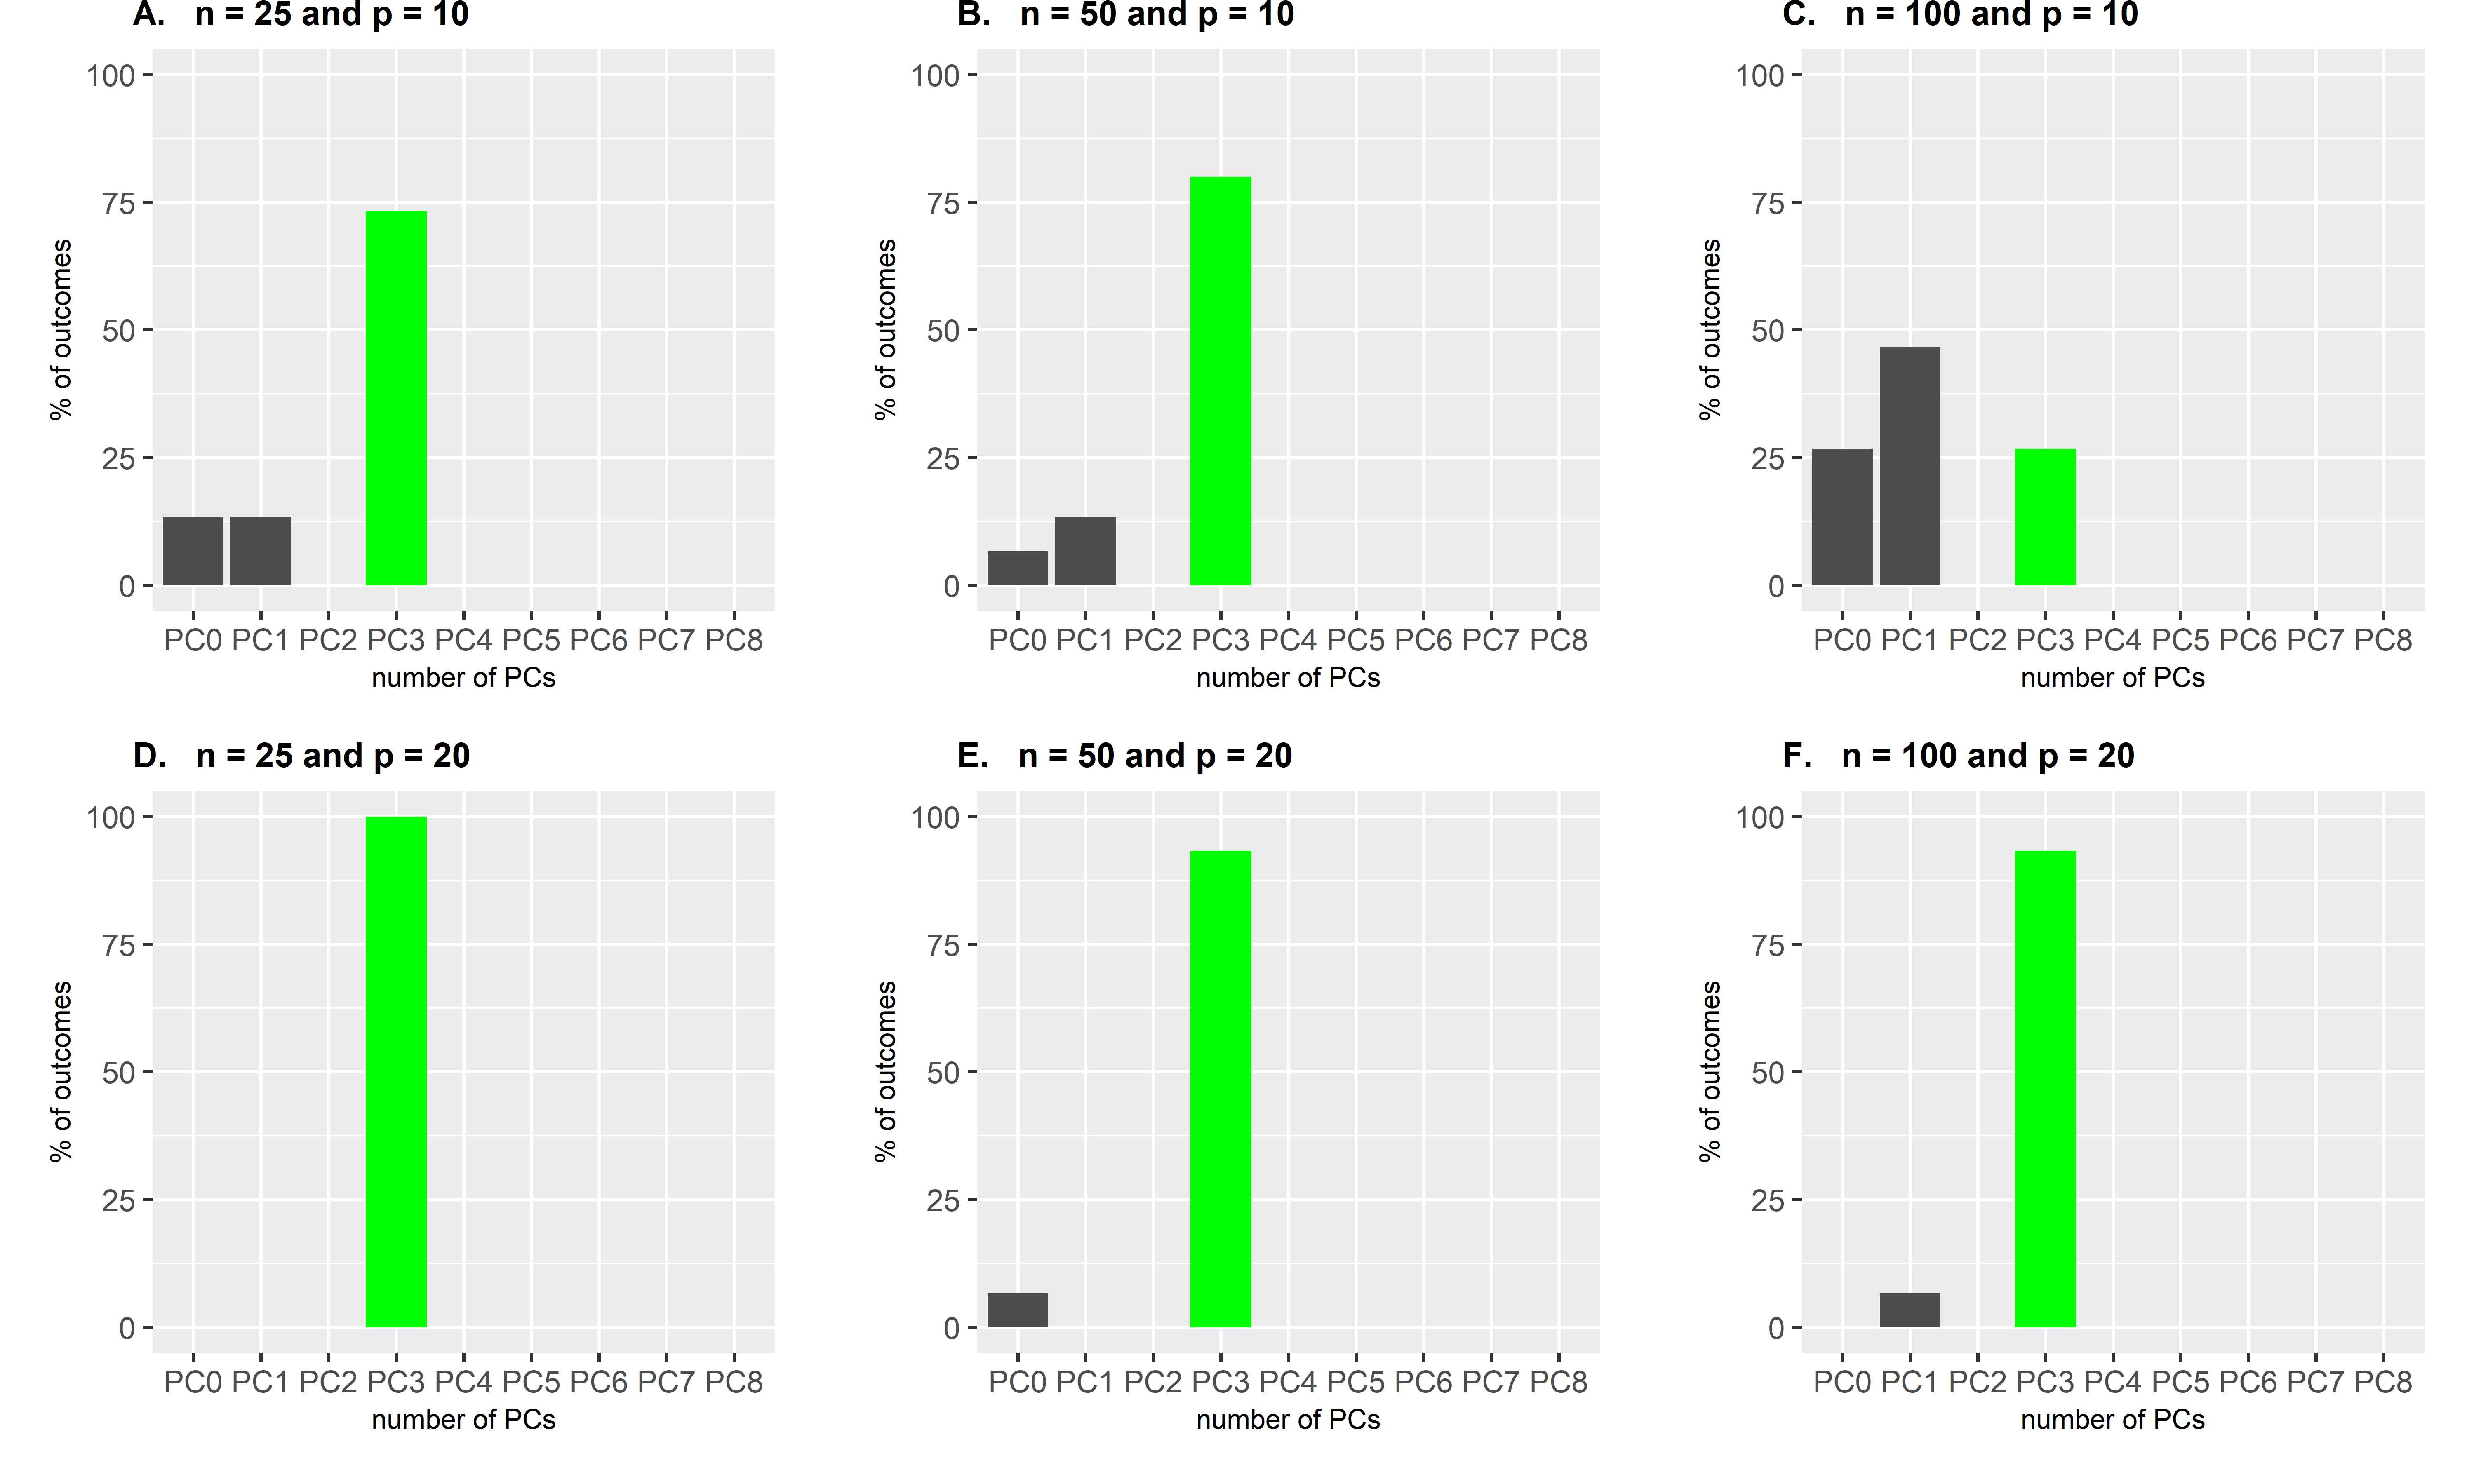 A. n = 25 and p = 10
100
75
50
25
0
% of outcomes
PC0 PC1 PC2 PC3 PC4 PC5 PC6 PC7 PC8
number of PCs
B. n = 50 and p = 10
100
75
50
25
0
% of outcomes
PC0 PC1 PC2 PC3 PC4 PC5 PC6 PC7 PC8
number of PCs
C. n = 100 and p = 10
100
75
50
25
0
% of outcomes
PC0 PC1 PC2 PC3 PC4 PC5 PC6 PC7 PC8
number of PCs
D. n = 25 and p = 20
100
75
50
25
0
% of outcomes
PC0 PC1 PC2 PC3 PC4 PC5 PC6 PC7 PC8
number of PCs
E. n = 50 and p = 20
100
75
50
25
0
% of outcomes
PC0 PC1 PC2 PC3 PC4 PC5 PC6 PC7 PC8
number of PCs
F. n = 100 and p = 20
100
75
50
25
0
% of outcomes
PC0 PC1 PC2 PC3 PC4 PC5 PC6 PC7 PC8
number of PCs